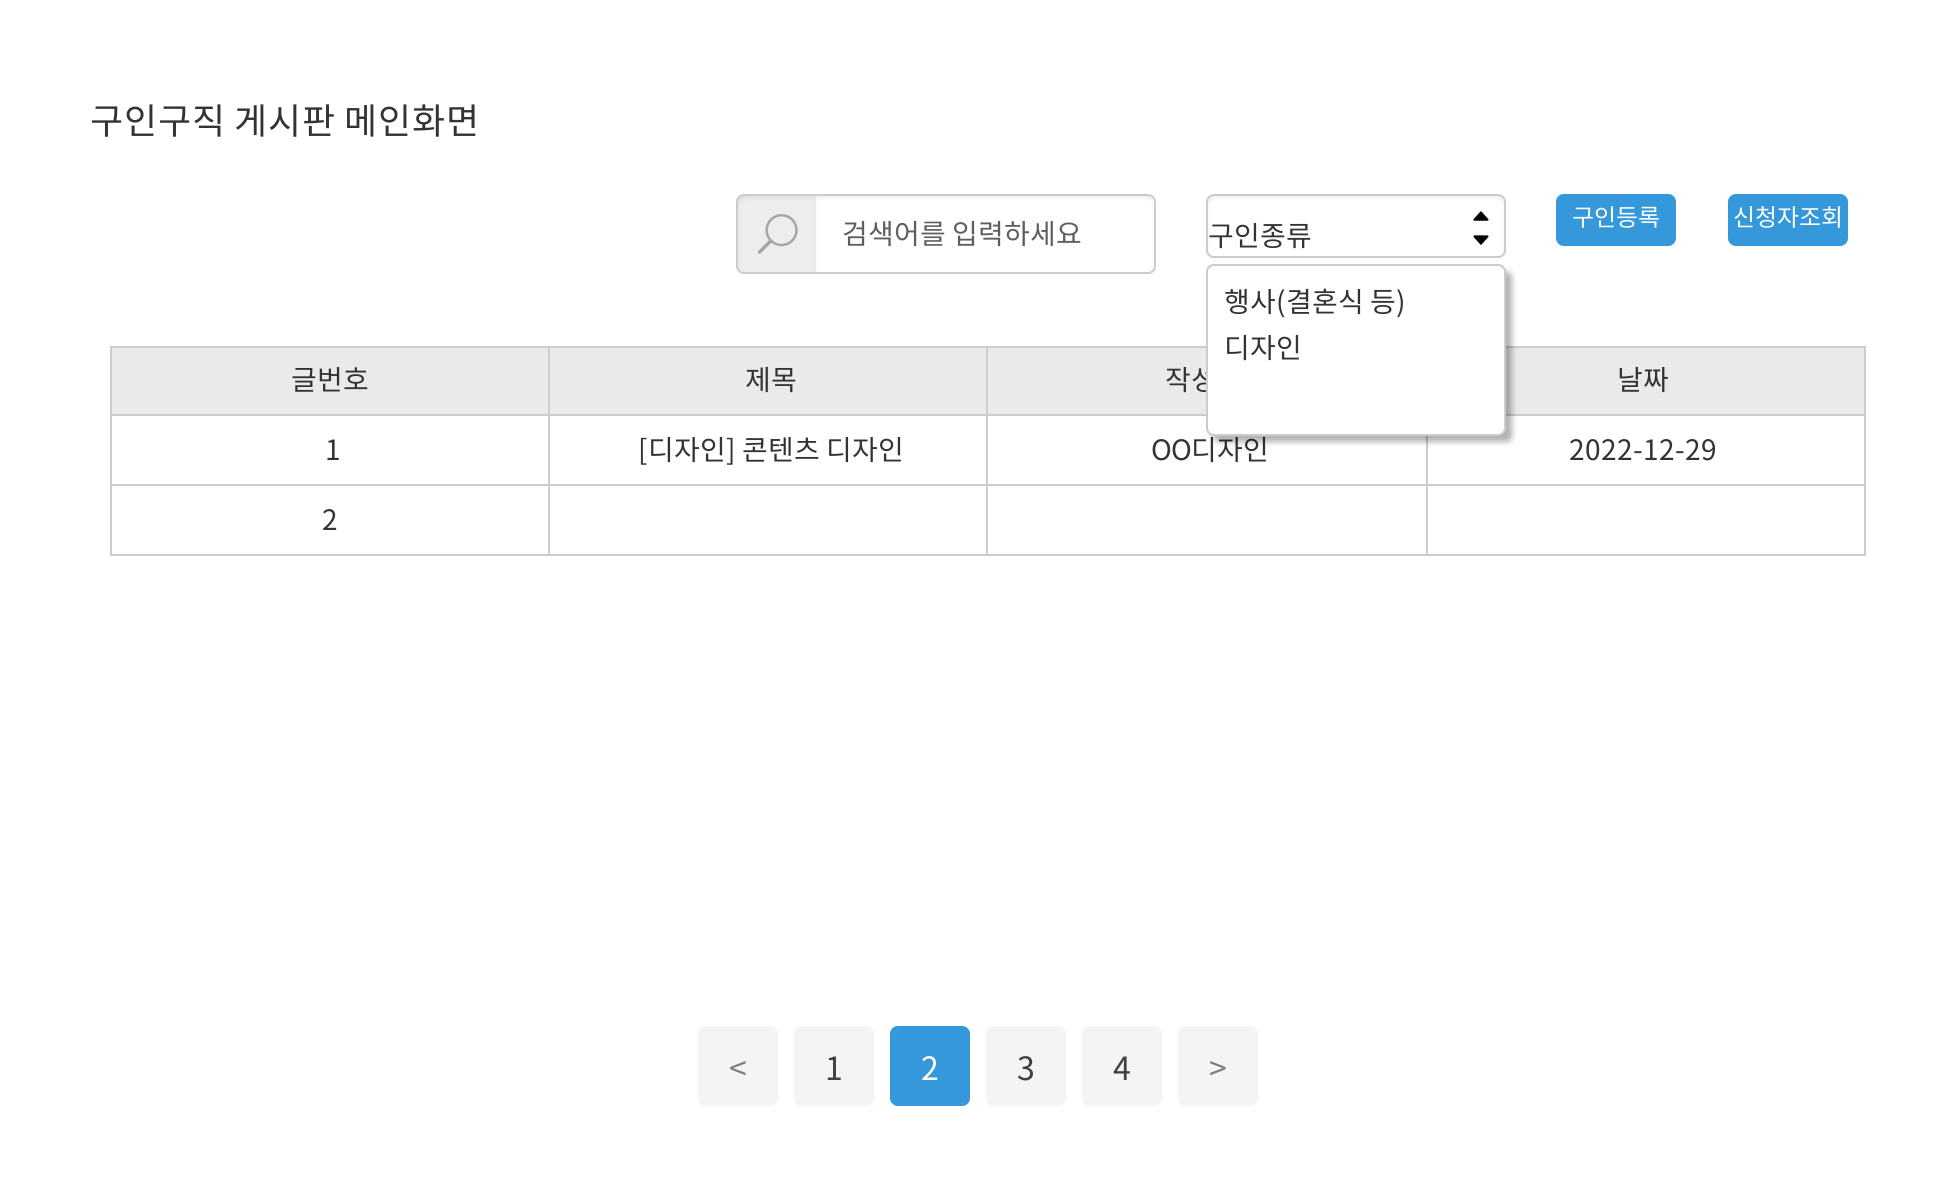 구인구직 게시판 메인화면
검색어를 입력하세요
구인종류
구인등록
신청자조회
행사(결혼식 등)
디자인
글번호 제목 날짜
1 [디자인] 콘텐츠 디자인 OO디자인 2022-12-29
2
< 1 2 3 4 >